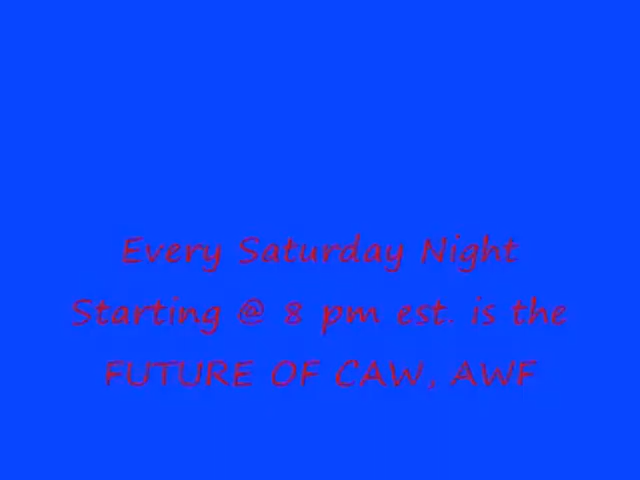 Every Saturday Night
Starting @ 8 pm est. is the
FUTURE OF CAW, AWF